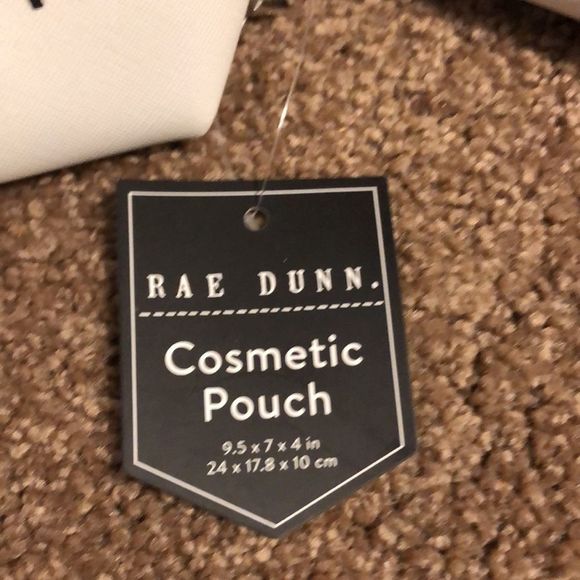 RAE DUNN.
Cosmetic
Pouch
9.5 x 7 x 4 in
24 x 17.8 x 10 cm